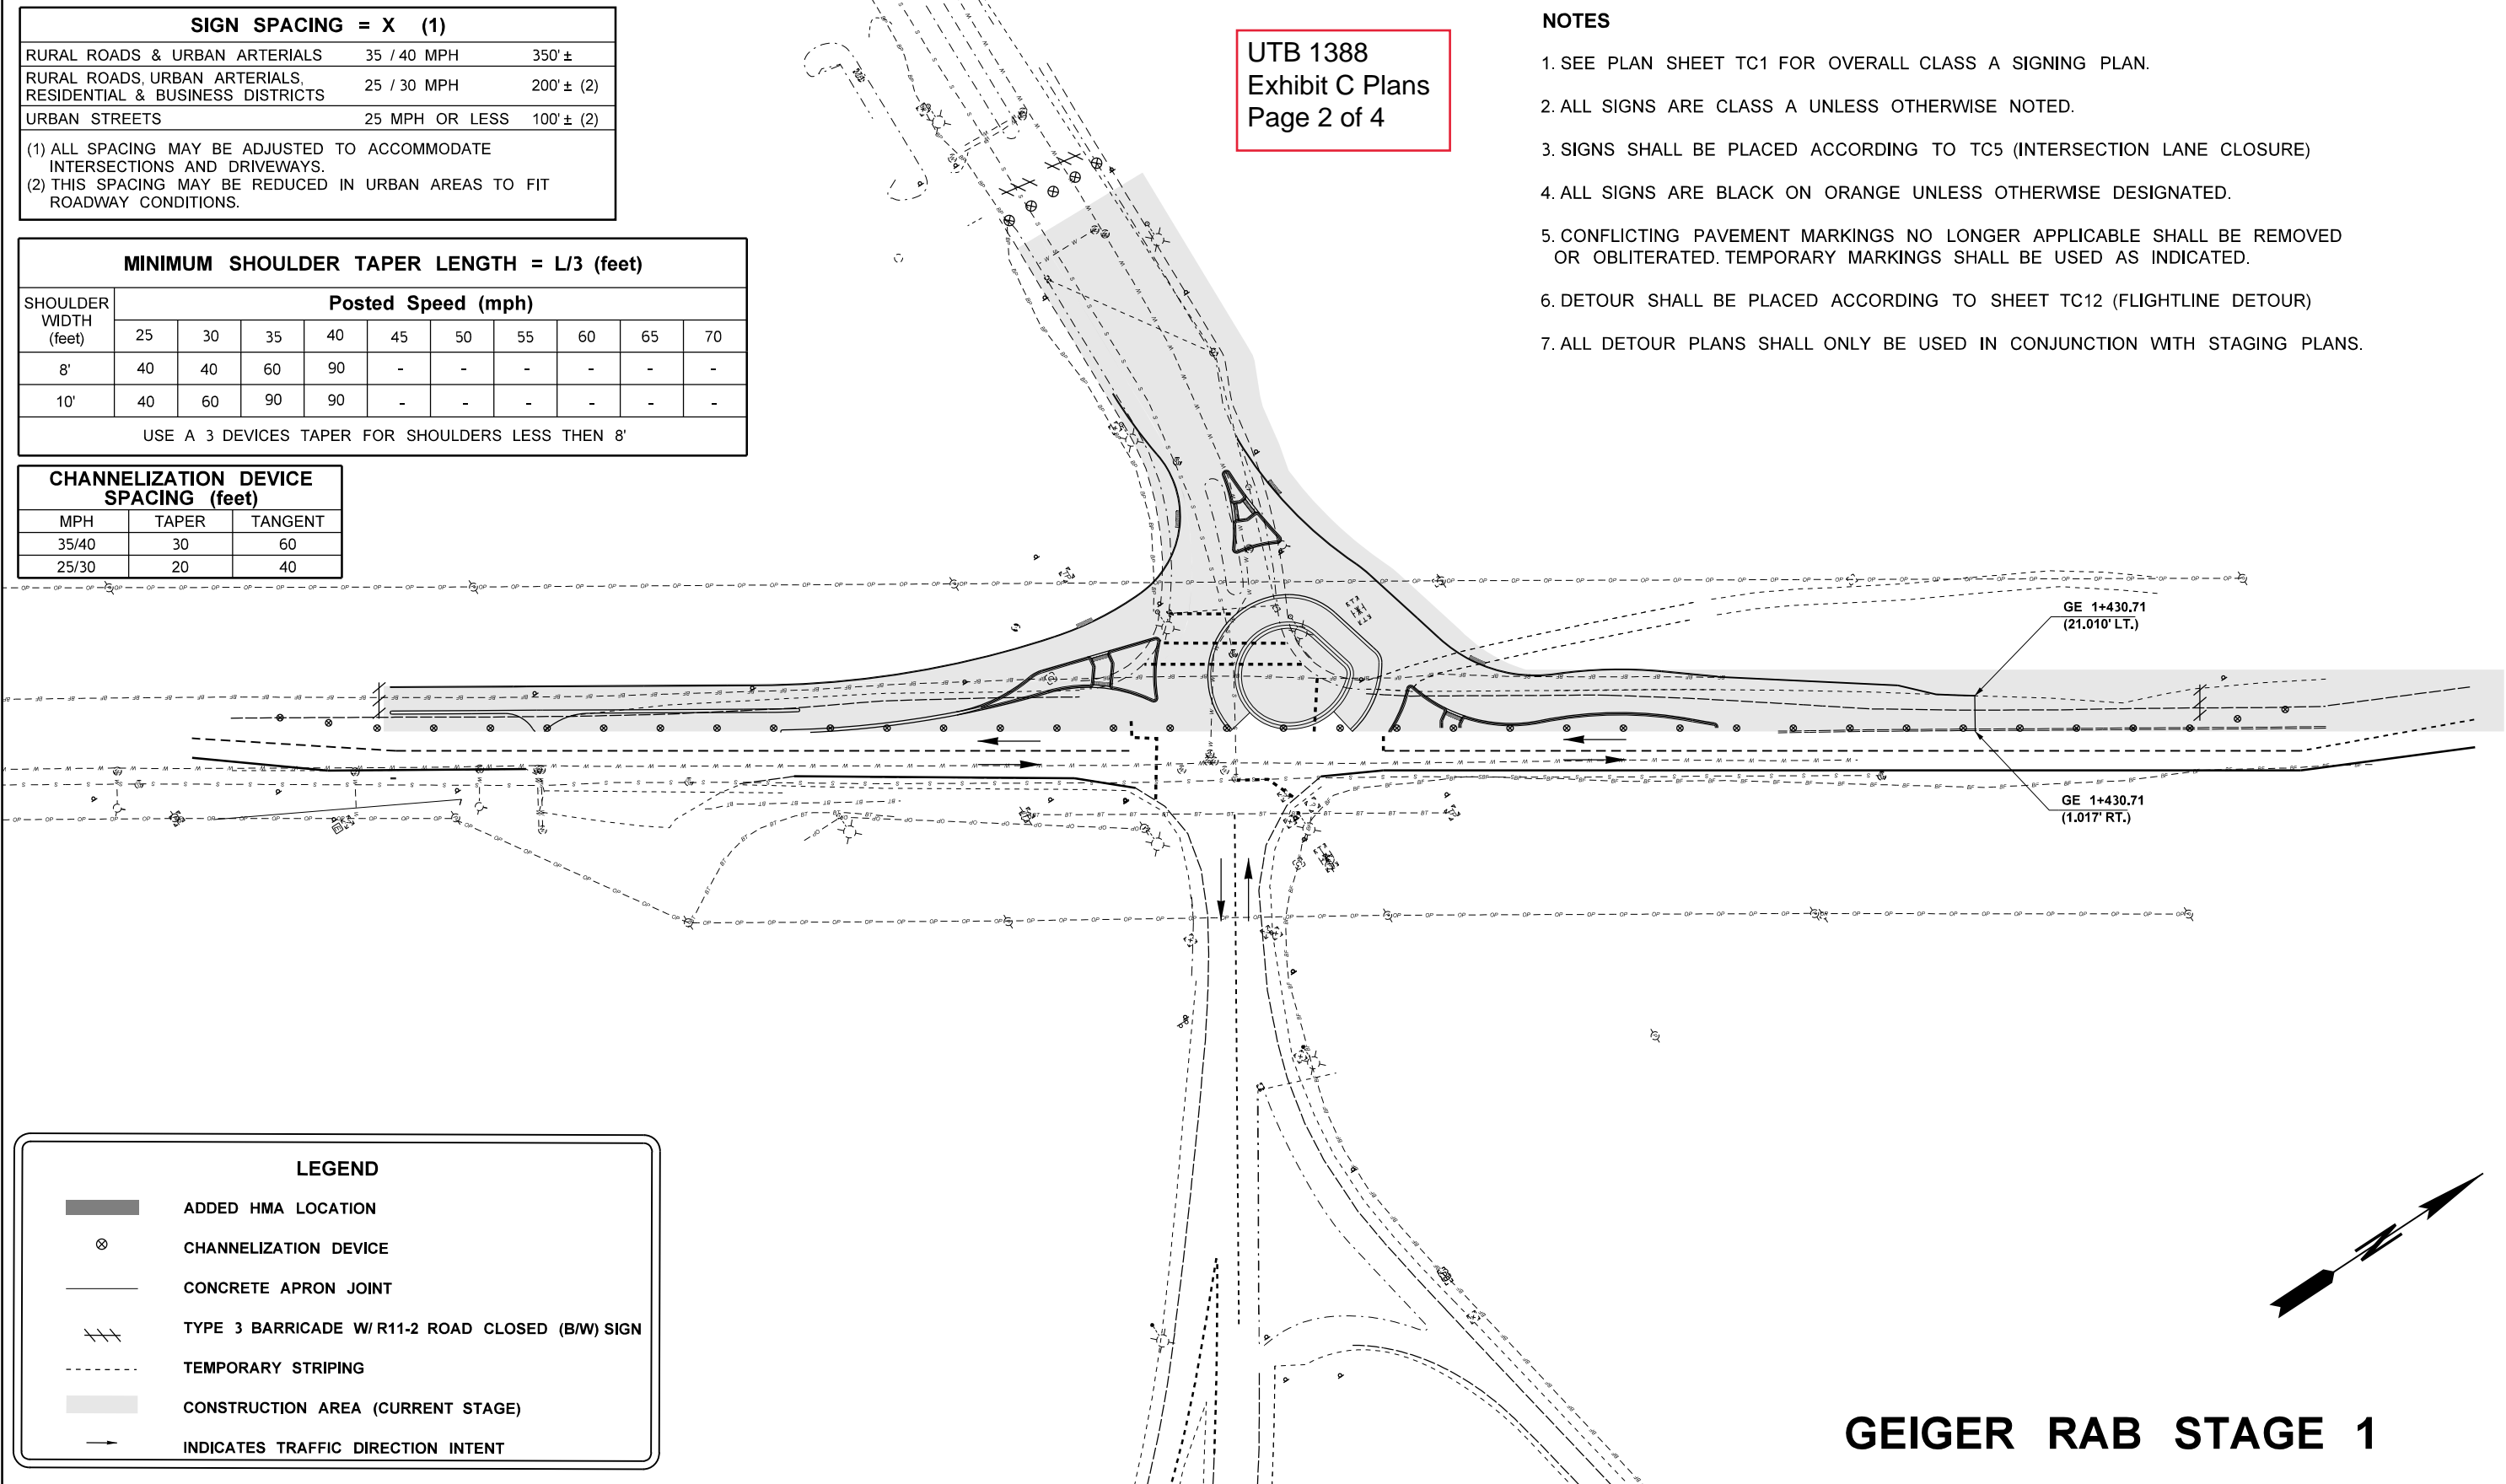 SIGN SPACING = X (1)
RURAL ROADS & URBAN ARTERIALS 35 / 40 MPH 350' ±
RURAL ROADS, URBAN ARTERIALS,
RESIDENTIAL & BUSINESS DISTRICTS 25 / 30 MPH 200' ± (2)
URBAN STREETS 25 MPH OR LESS 100' ± (2)
(1) ALL SPACING MAY BE ADJUSTED TO ACCOMMODATE
INTERSECTIONS AND DRIVEWAYS.
(2) THIS SPACING MAY BE REDUCED IN URBAN AREAS TO FIT
ROADWAY CONDITIONS.
MINIMUM SHOULDER TAPER LENGTH = L/3 (feet)
SHOULDER
WIDTH
(feet)
Posted Speed (mph)
25 30 35 40 45 50 55 60 65 70
8' 40 40 60 90 - - - - - -
10' 40 60 90 90 - - - - - -
USE A 3 DEVICES TAPER FOR SHOULDERS LESS THEN 8'
CHANNELIZATION DEVICE
SPACING (feet)
MPH TAPER TANGENT
35/40 30 60
25/30 20 40
UTB 1388
Exhibit C Plans
Page 2 of 4
NOTES
1. SEE PLAN SHEET TC1 FOR OVERALL CLASS A SIGNING PLAN.
2. ALL SIGNS ARE CLASS A UNLESS OTHERWISE NOTED.
3. SIGNS SHALL BE PLACED ACCORDING TO TC5 (INTERSECTION LANE CLOSURE)
4. ALL SIGNS ARE BLACK ON ORANGE UNLESS OTHERWISE DESIGNATED.
5. CONFLICTING PAVEMENT MARKINGS NO LONGER APPLICABLE SHALL BE REMOVED
OR OBLITERATED. TEMPORARY MARKINGS SHALL BE USED AS INDICATED.
6. DETOUR SHALL BE PLACED ACCORDING TO SHEET TC12 (FLIGHTLINE DETOUR)
7. ALL DETOUR PLANS SHALL ONLY BE USED IN CONJUNCTION WITH STAGING PLANS.
GE 1+430.71
(21.010' LT.)
GE 1+430.71
(1.017' RT.)
LEGEND
ADDED HMA LOCATION
CHANNELIZATION DEVICE
CONCRETE APRON JOINT
TYPE 3 BARRICADE W/ R11-2 ROAD CLOSED (B/W) SIGN
TEMPORARY STRIPING
CONSTRUCTION AREA (CURRENT STAGE)
INDICATES TRAFFIC DIRECTION INTENT
N
GEIGER RAB STAGE 1